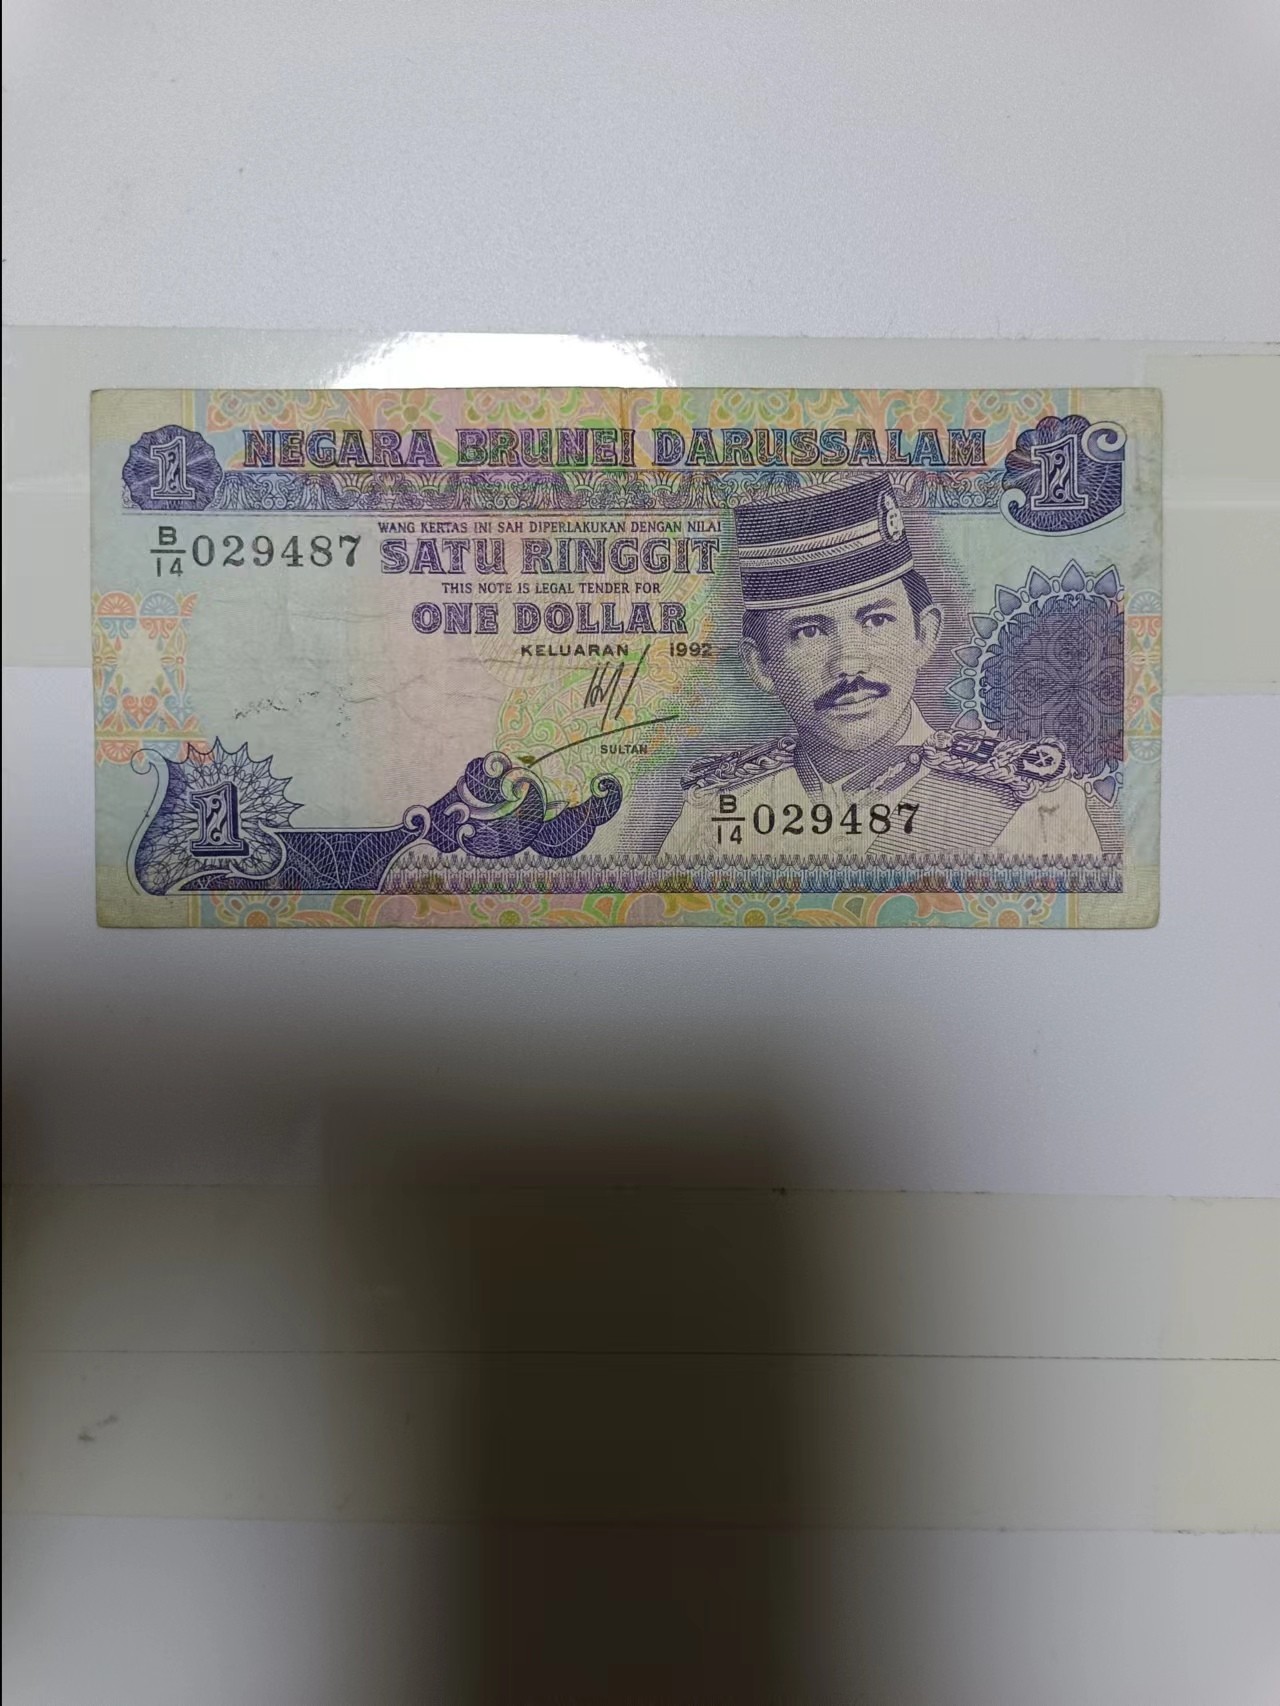 1 NEGARA BRUNEI DARUSSALAM 1
WANG KERTAS INI SAH DIPERLAKUKAN DENGAN NILAI
B/14 029487 SATU RINGGIT
THIS NOTE IS LEGAL TENDER FOR
ONE DOLLAR
KELUARAN 1992
SULTAN
1
B/14 029487